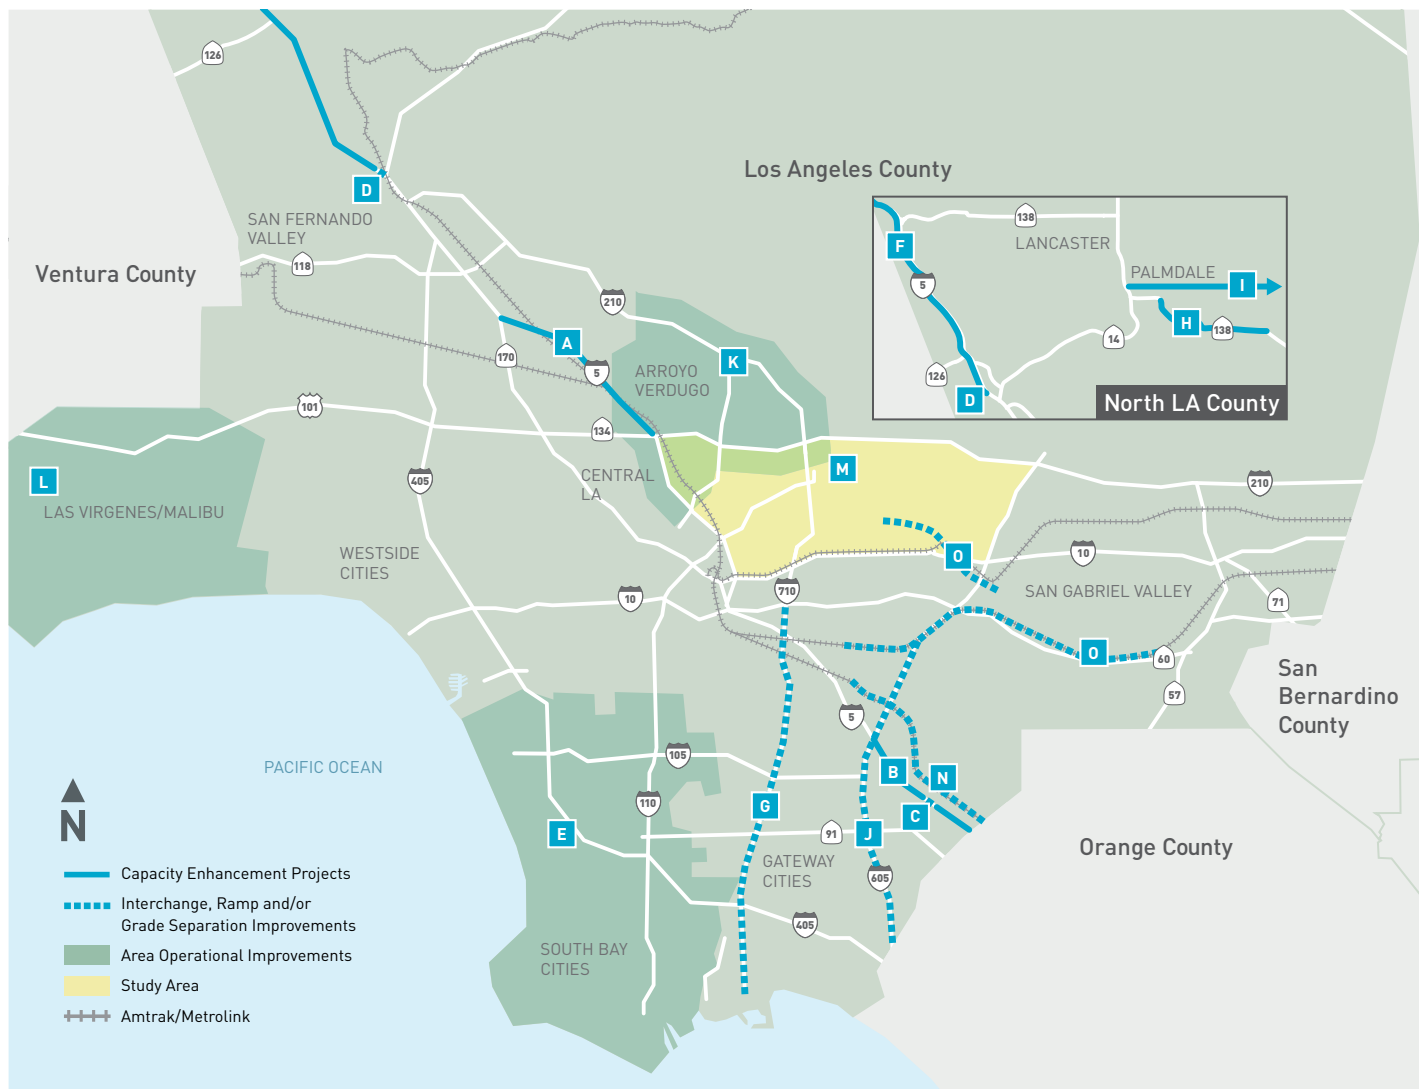 126
Los Angeles County
D
SAN FERNANDO
VALLEY
118
Ventura County
210
138
LANCASTER
F
5
PALMDALE
I
H
138
14
126
D
North LA County
A
170
5
K
ARROYO
VERDUGO
101
134
L
LAS VIRGENES/MALIBU
405
CENTRAL
LA
M
210
WESTSIDE
CITIES
O
10
10
710
SAN GABRIEL VALLEY
71
O
60
57
San
Bernardino
County
5
PACIFIC OCEAN
105
B
N
C
110
G
E
91
J
Orange County
GATEWAY
CITIES
605
405
SOUTH BAY
CITIES
N
Capacity Enhancement Projects
Interchange, Ramp and/or
Grade Separation Improvements
Area Operational Improvements
Study Area
Amtrak/Metrolink